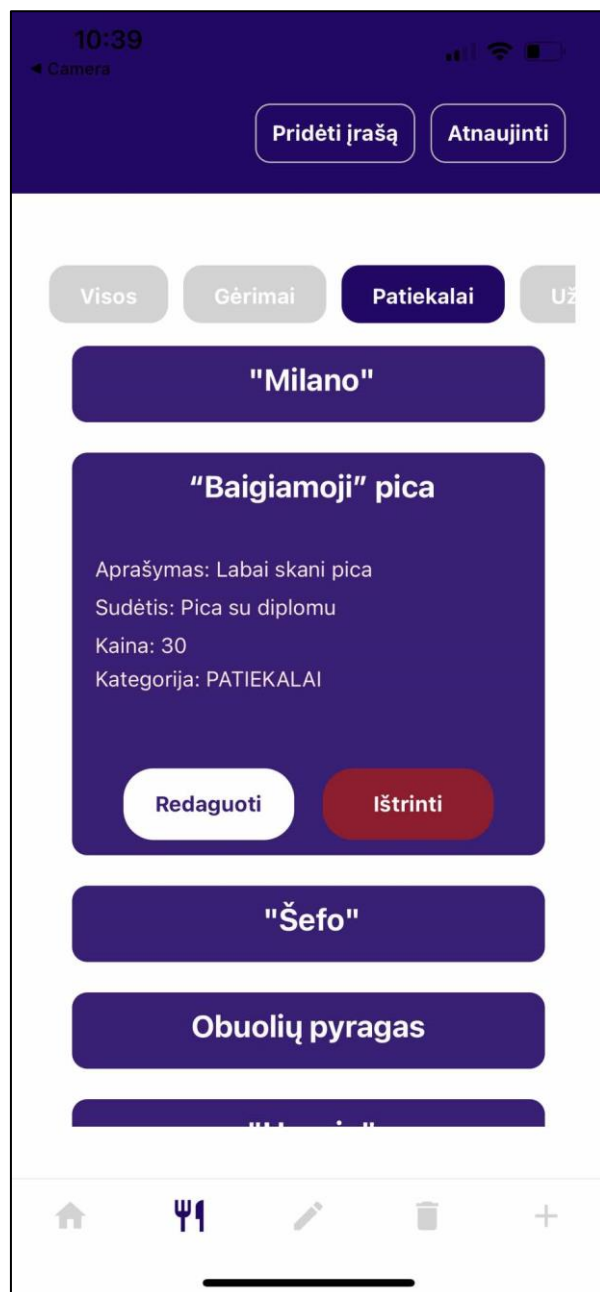 10:39
◄ Camera
Pridėti įrašą
Atnaujinti
Visos
Gėrimai
Patiekalai
"Milano"
“Baigiamoji” pica
Aprašymas: Labai skani pica
Sudėtis: Pica su diplomu
Kaina: 30
Kategorija: PATIEKALAI
Redaguoti
Ištrinti
"Šefo"
Obuolių pyragas